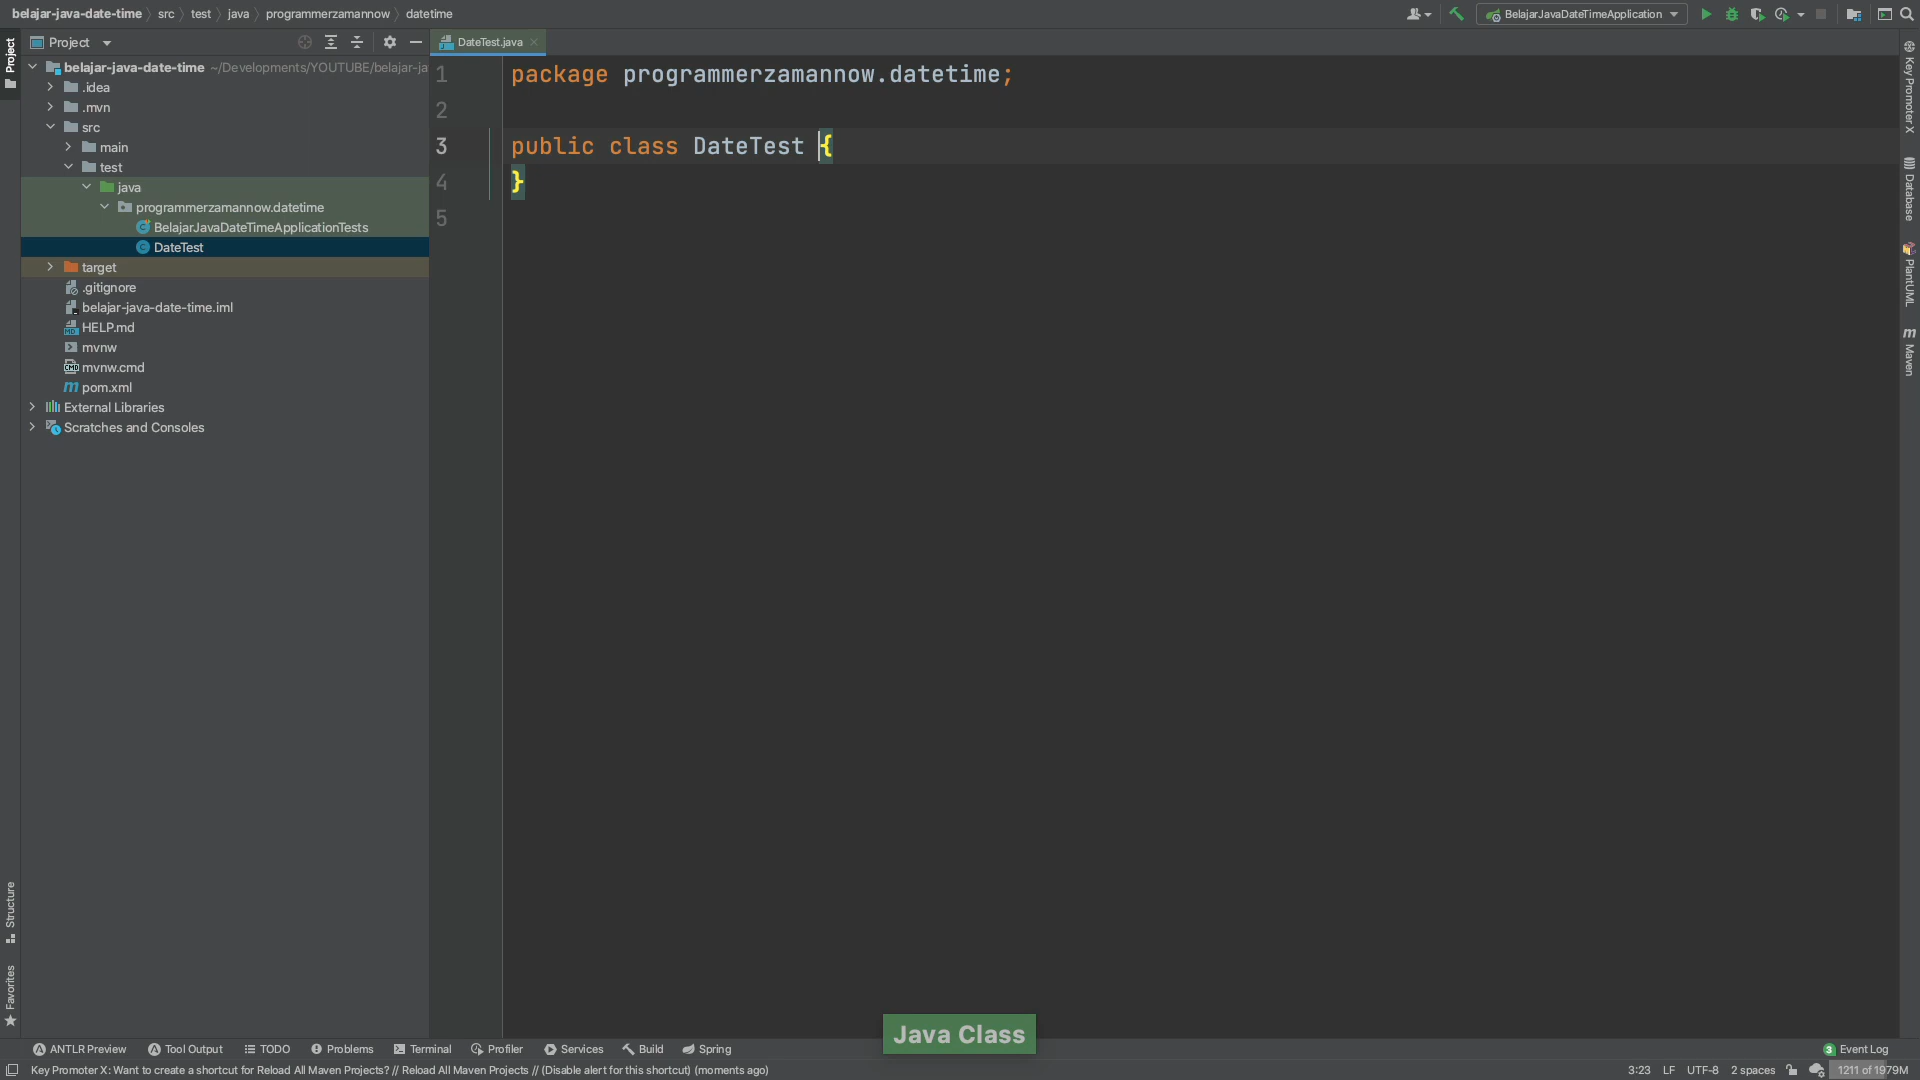 belajar-java-date-time src test java programmerzamannow datetime
BelajarJavaDateTimeApplication
Project
DateTest.java
Project
belajar-java-date-time ~/Developments/YOUTUBE/belajar-ja
.idea
.mvn
src
main
test
java
programmerzamannow.datetime
BelajarJavaDateTimeApplicationTests
DateTest
target
.gitignore
belajar-java-date-time.iml
HELP.md
mvnw
mvnw.cmd
pom.xml
External Libraries
Scratches and Consoles
1 package programmerzamannow.datetime;
2
3 public class DateTest {
4 }
5
Key Promoter X
Database
PlantUML
Maven
Structure
Favorites
Java Class
ANTLR Preview Tool Output TODO Problems Terminal Profiler Services Build Spring 3 Event Log
Key Promoter X: Want to create a shortcut for Reload All Maven Projects? // Reload All Maven Projects // (Disable alert for this shortcut) (moments ago) 3:23 LF UTF-8 2 spaces 1211 of 1979M